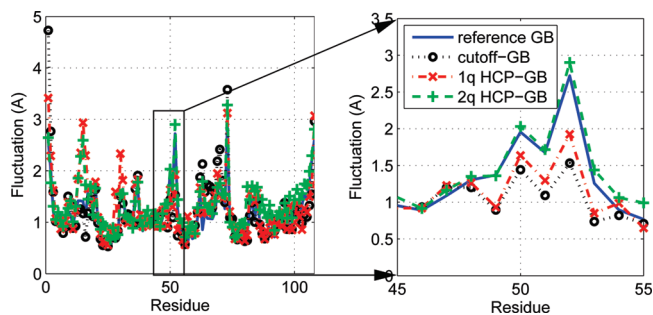 5
4
3
2
1
0
0
50
100
Fluctuation (A)
Residue
3.5
3
2.5
2
1.5
1
0.5
0
45
50
55
Fluctuation (A)
Residue
reference GB
cutoff-GB
1q HCP-GB
2q HCP-GB